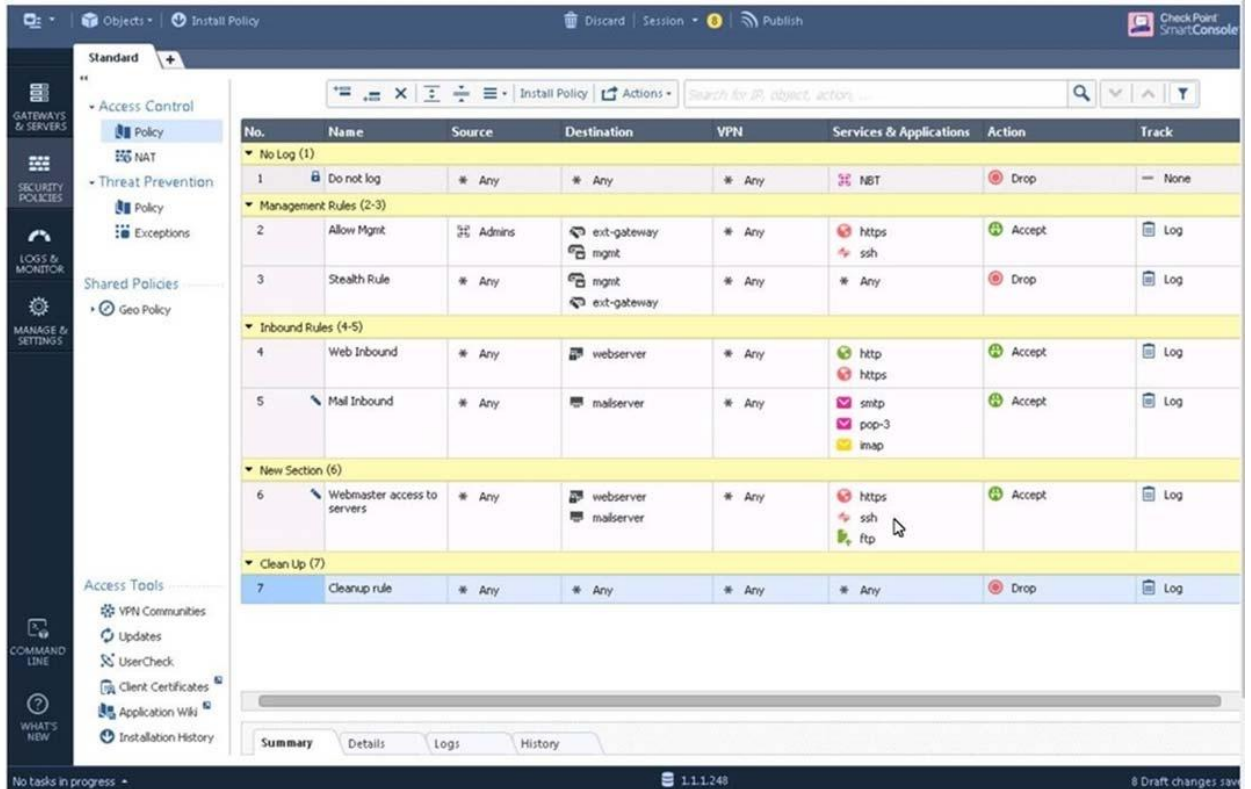 Objects
Install Policy
Discard
Session
8
Publish
Check Point
SmartConsole
Standard
+
GATEWAYS
& SERVERS
SECURITY
POLICIES
LOGS &
MONITOR
MANAGE &
SETTINGS
COMMAND
LINE
WHAT'S
NEW
Access Control
Policy
NAT
Threat Prevention
Policy
Exceptions
Shared Policies
Geo Policy
Access Tools
VPN Communities
Updates
UserCheck
Client Certificates
Application Wiki
Installation History
Install Policy
Actions
Search for IP, object, action, ...
No. Name Source Destination VPN Services & Applications Action Track
No Log (1)
1 Do not log * Any * Any * Any NBT Drop — None
Management Rules (2-3)
2 Allow Mgmt Admins ext-gateway * Any https Accept Log
mgmt ssh
3 Stealth Rule * Any mgmt * Any * Any Drop Log
ext-gateway
Inbound Rules (4-5)
4 Web Inbound * Any webserver * Any http Accept Log
https
5 Mail Inbound * Any mailserver * Any smtp Accept Log
pop-3
imap
New Section (6)
6 Webmaster access to * Any webserver * Any https Accept Log
servers mailserver ssh
ftp
Clean Up (7)
7 Cleanup rule * Any * Any * Any * Any Drop Log
Summary Details Logs History
No tasks in progress
1.1.1.248
8 Draft changes save